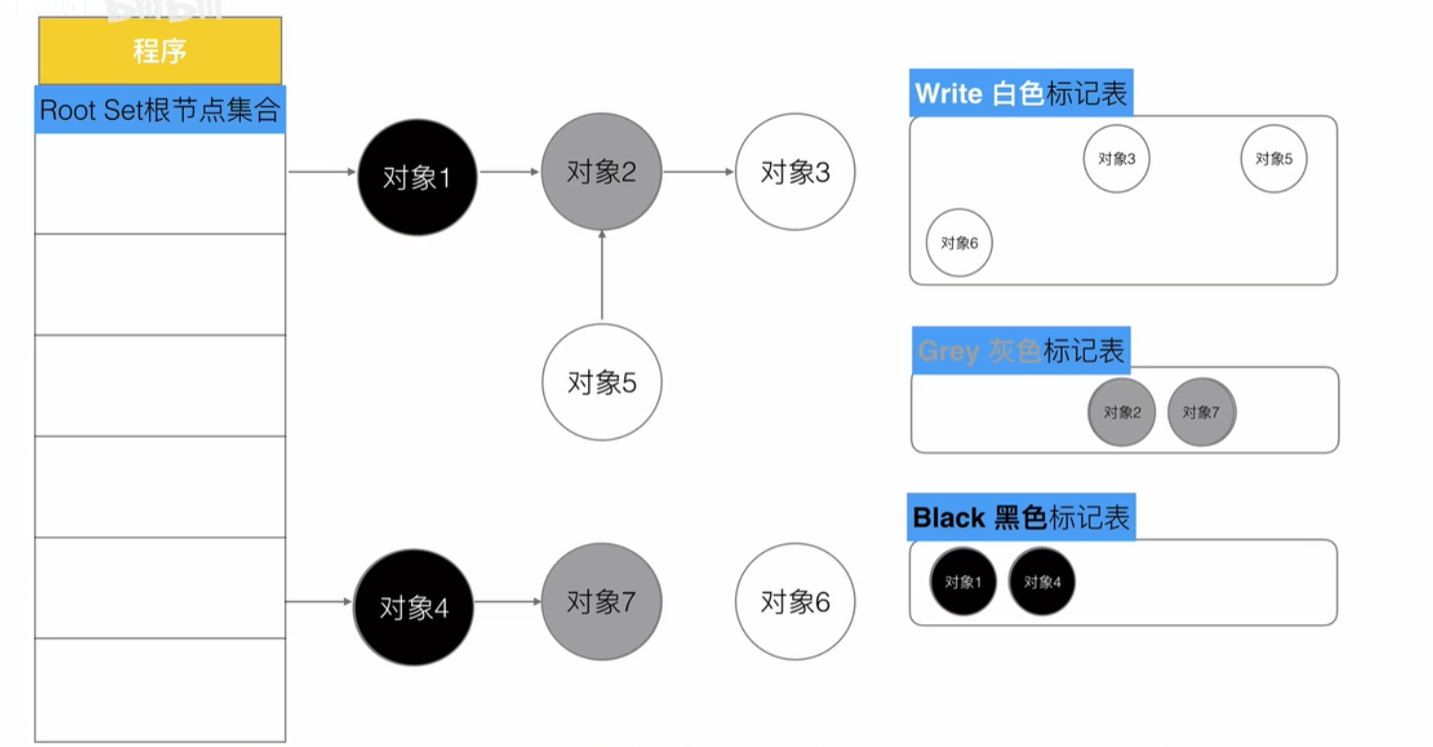 程序
Root Set根节点集合
对象1
对象2
对象3
对象5
对象4
对象7
对象6
Write 白色标记表
对象3
对象5
对象6
Grey 灰色标记表
对象2
对象7
Black 黑色标记表
对象1
对象4